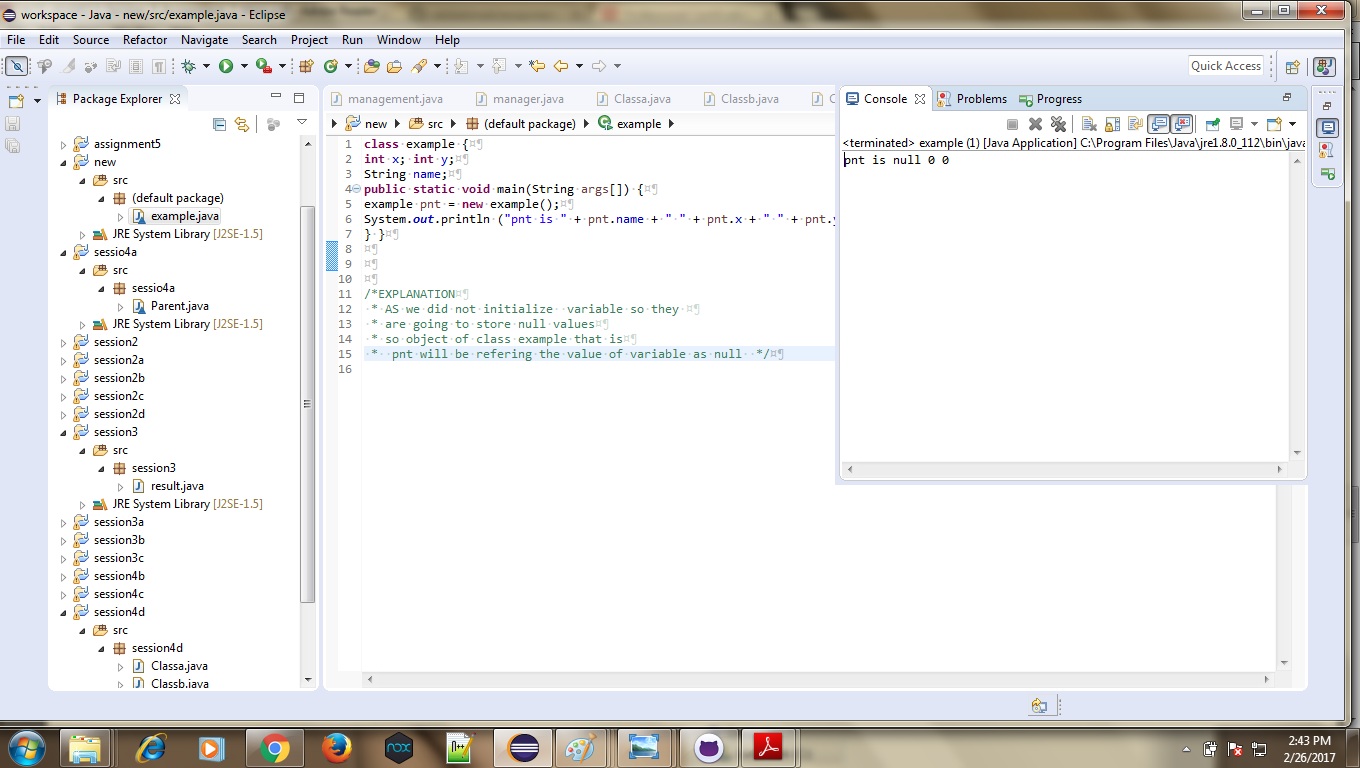 workspace - Java - new/src/example.java - Eclipse
File Edit Source Refactor Navigate Search Project Run Window Help
Quick Access
Package Explorer
assignment5
new
src
(default package)
example.java
JRE System Library [J2SE-1.5]
sessio4a
src
sessio4a
Parent.java
JRE System Library [J2SE-1.5]
session2
session2a
session2b
session2c
session2d
session3
src
session3
result.java
JRE System Library [J2SE-1.5]
session3a
session3b
session3c
session4b
session4c
session4d
src
session4d
Classa.java
Classb.java
management.java manager.java Classa.java Classb.java C
new src (default package) example
1 class example {
2 int x; int y;
3 String name;
4 public static void main(String args[]) {
5 example pnt = new example();
6 System.out.println ("pnt is " + pnt.name + " " + pnt.x + " " + pnt.y
7 } }
8
9
10
11 /*EXPLANATION
12 * AS we did not initialize  variable so they
13 * are going to store null values
14 * so object of class example that is
15 *  pnt will be refering the value of variable as null  */
16
Console Problems Progress
<terminated> example (1) [Java Application] C:\Program Files\Java\jre1.8.0_112\bin\java
pnt is null 0 0
nox
2:43 PM
2/26/2017